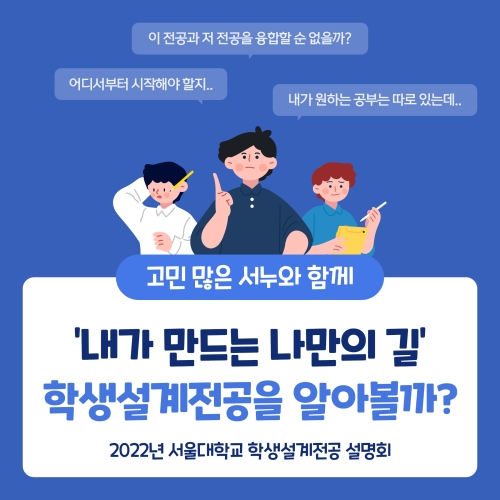 이 전공과 저 전공을 융합할 순 없을까?
어디서부터 시작해야 할지..
내가 원하는 공부는 따로 있는데..
고민 많은 서누와 함께
'내가 만드는 나만의 길'
학생설계전공을 알아볼까?
2022년 서울대학교 학생설계전공 설명회